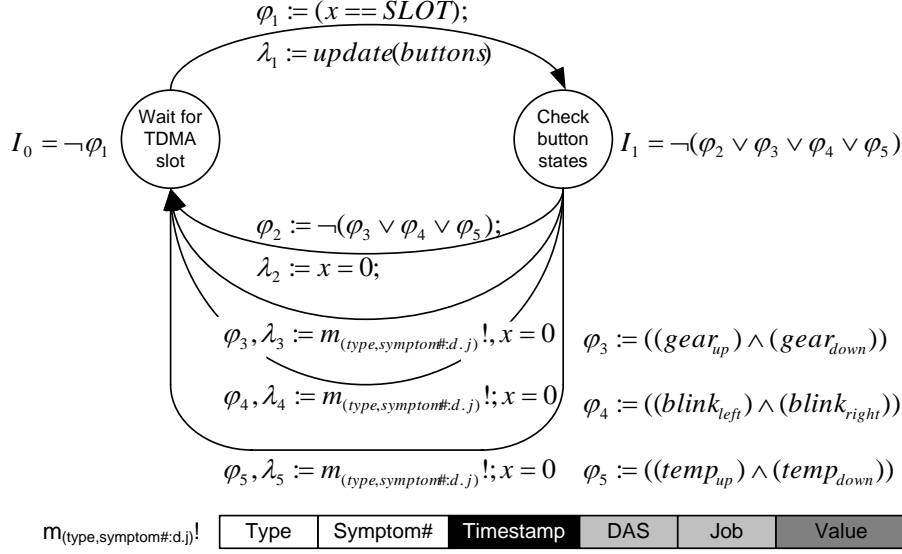 φ₁ := (x == SLOT);
λ₁ := update(buttons)
Wait for
TDMA
slot
I₀ = ¬φ₁
Check
button
states
I₁ = ¬(φ₂ ∨ φ₃ ∨ φ₄ ∨ φ₅)
φ₂ := ¬(φ₃ ∨ φ₄ ∨ φ₅);
λ₂ := x = 0;
φ₃, λ₃ := m₍type,symptom#:d.j₎!, x = 0 φ₃ := ((gear_up) ∧ (gear_down))
φ₄, λ₄ := m₍type,symptom#:d.j₎!; x = 0 φ₄ := ((blink_left) ∧ (blink_right))
φ₅, λ₅ := m₍type,symptom#:d.j₎!; x = 0 φ₅ := ((temp_up) ∧ (temp_down))
m₍type,symptom#:d.j₎! Type Symptom# Timestamp DAS Job Value